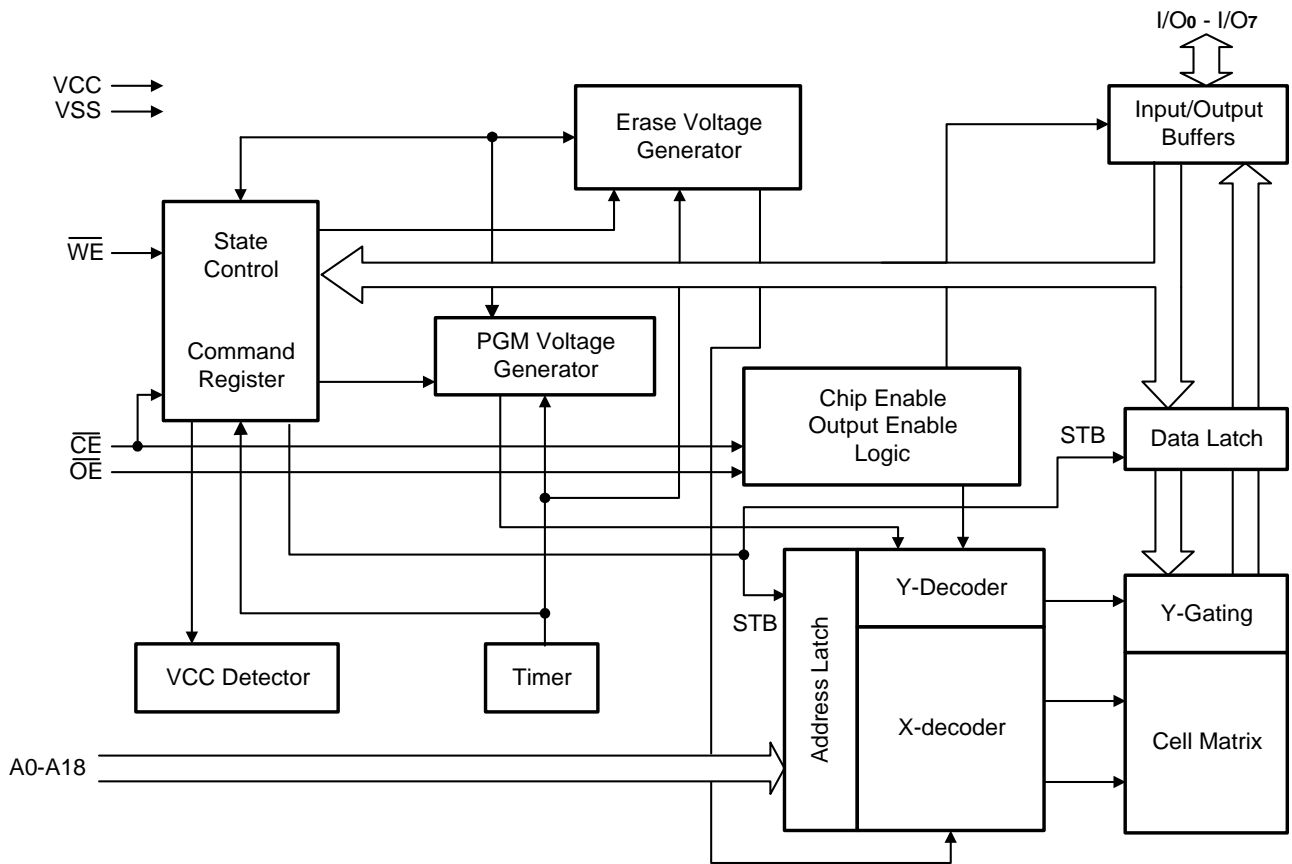 I/O0 - I/O7
VCC
VSS
Erase Voltage
Generator
Input/Output
Buffers
WE
State
Control
Command
Register
PGM Voltage
Generator
Chip Enable
Output Enable
Logic
CE
OE
STB
Data Latch
STB
Address Latch
Y-Decoder
Y-Gating
VCC Detector
Timer
X-decoder
Cell Matrix
A0-A18